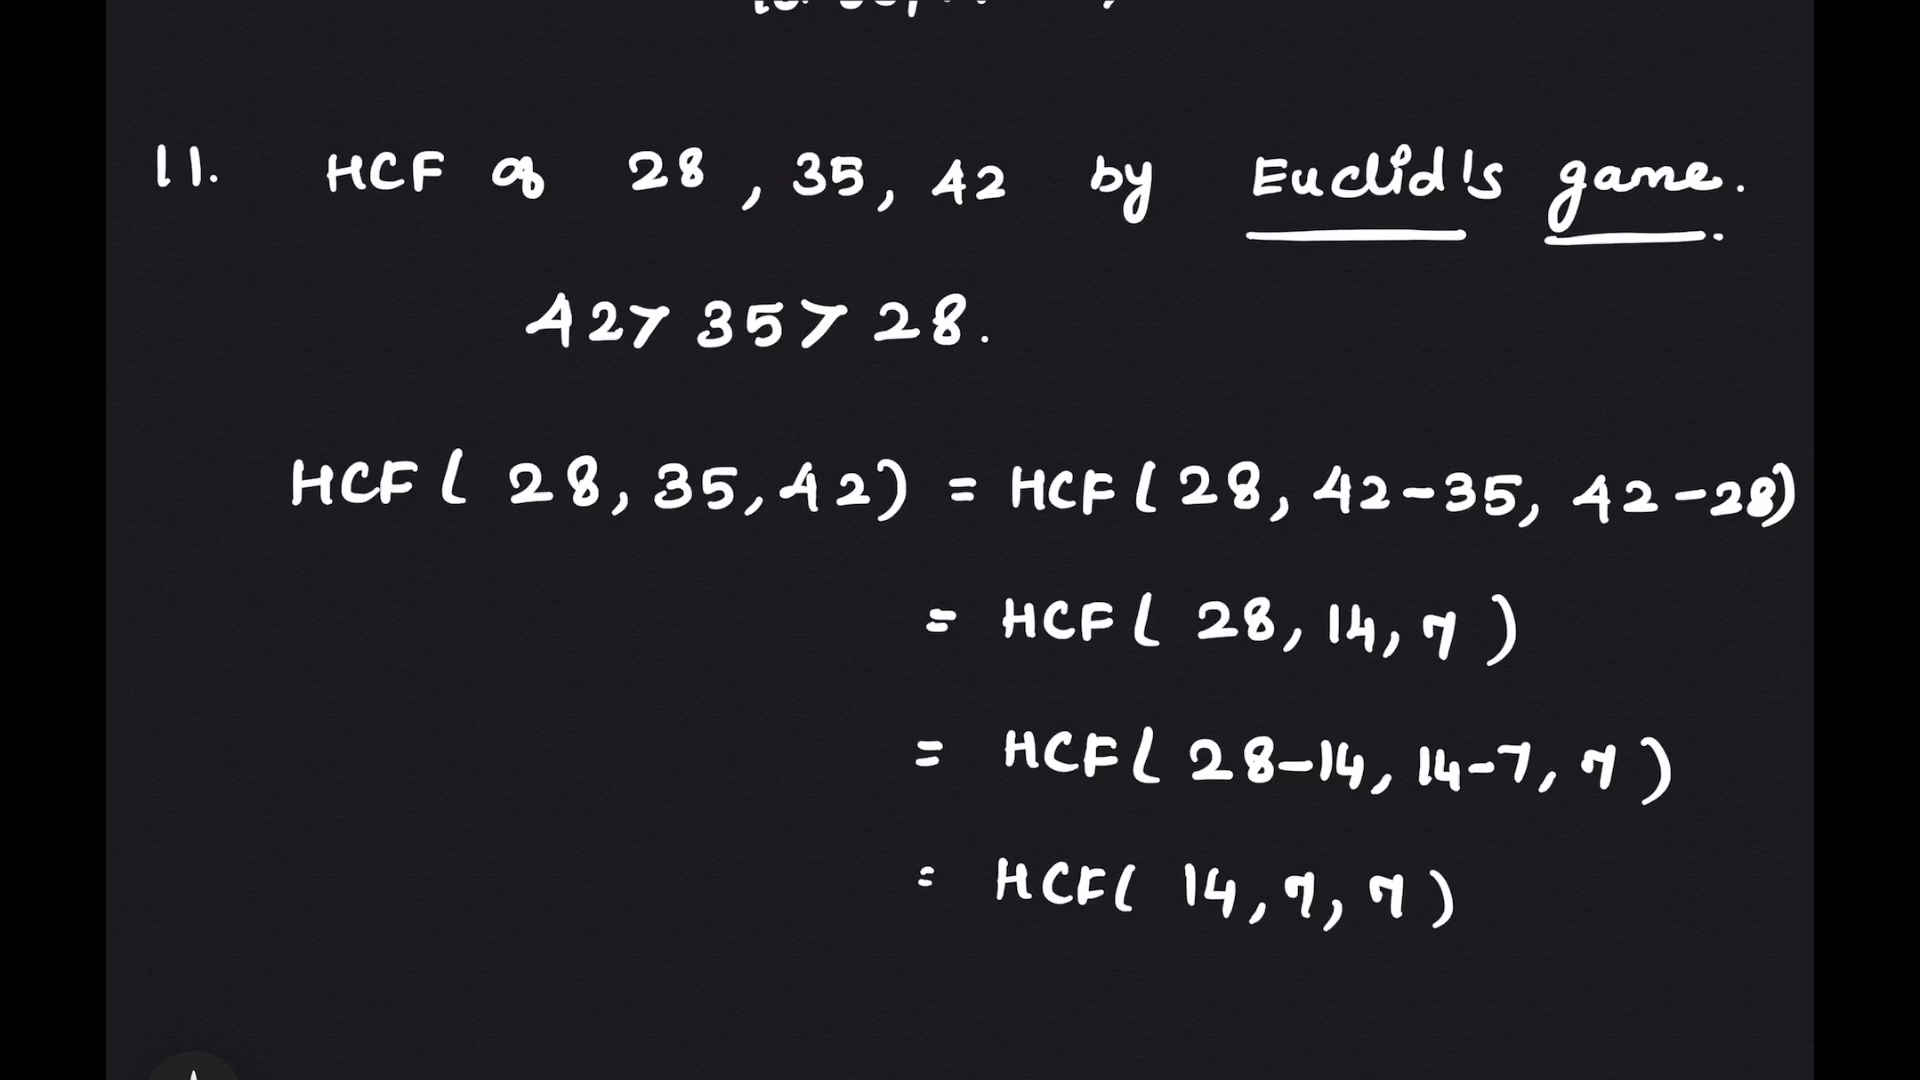 11. HCF of 28, 35, 42 by Euclid's game.
42 > 35 > 28.
HCF( 28, 35, 42) = HCF( 28, 42-35, 42-28)
= HCF( 28, 14, 7 )
= HCF( 28-14, 14-7, 7 )
= HCF( 14, 7, 7 )